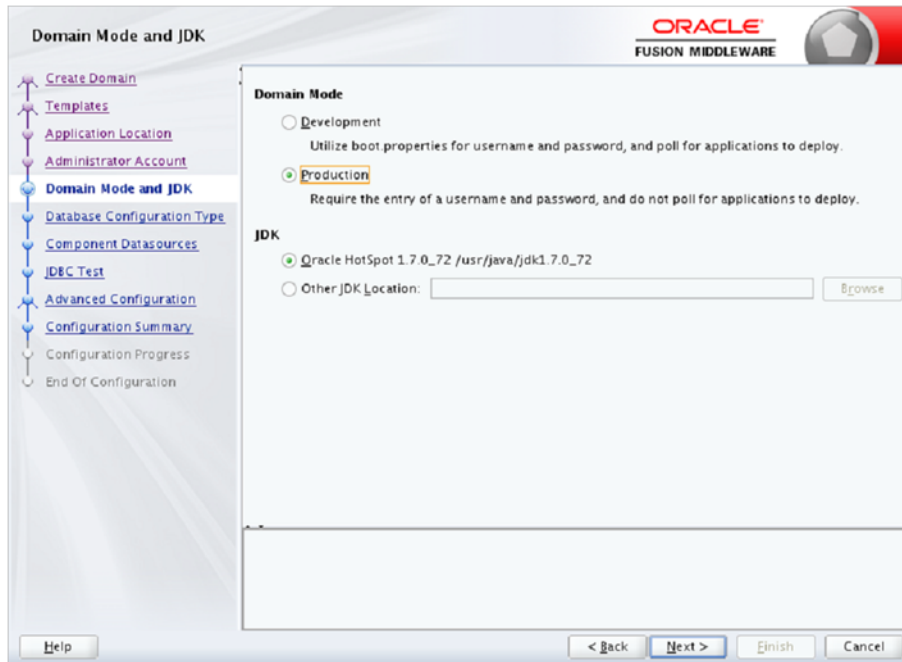 Domain Mode and JDK
ORACLE
FUSION MIDDLEWARE
Create Domain
Templates
Application Location
Administrator Account
Domain Mode and JDK
Database Configuration Type
Component Datasources
JDBC Test
Advanced Configuration
Configuration Summary
Configuration Progress
End Of Configuration
Domain Mode
Development
Utilize boot.properties for username and password, and poll for applications to deploy.
Production
Require the entry of a username and password, and do not poll for applications to deploy.
JDK
Oracle HotSpot 1.7.0_72 /usr/java/jdk1.7.0_72
Other JDK Location:
Browse
Help
< Back
Next >
Finish
Cancel